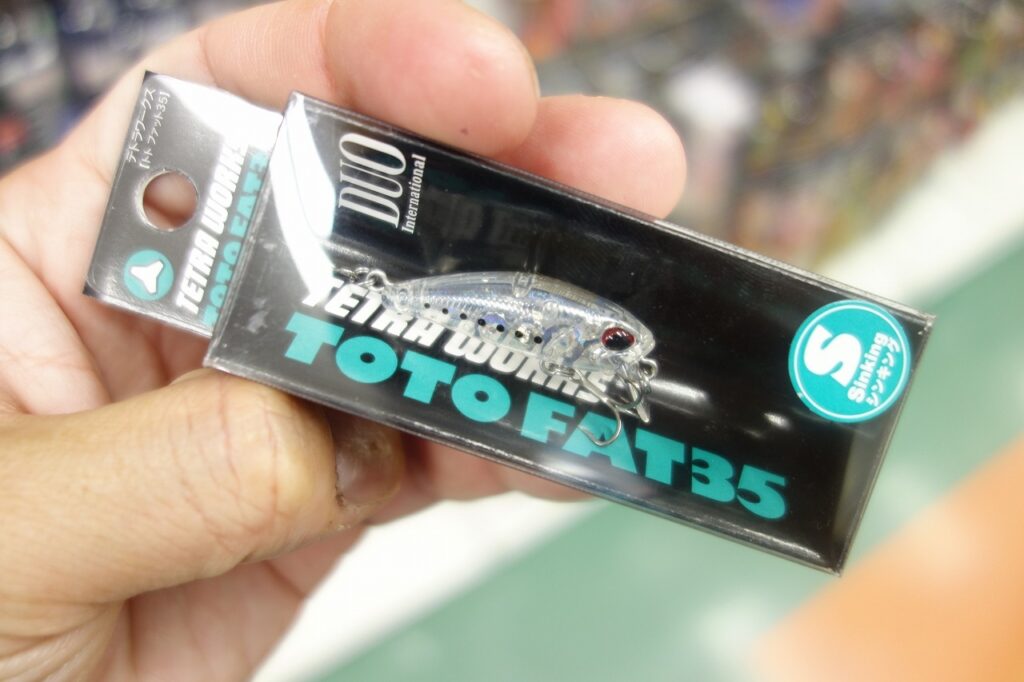 テトラワークス
【トト ファット35】
TETRA WORKS
TOTO FAT3
DUO
International
TETRA WORKS
TOTO FAT35
S
Sinking
シンキング